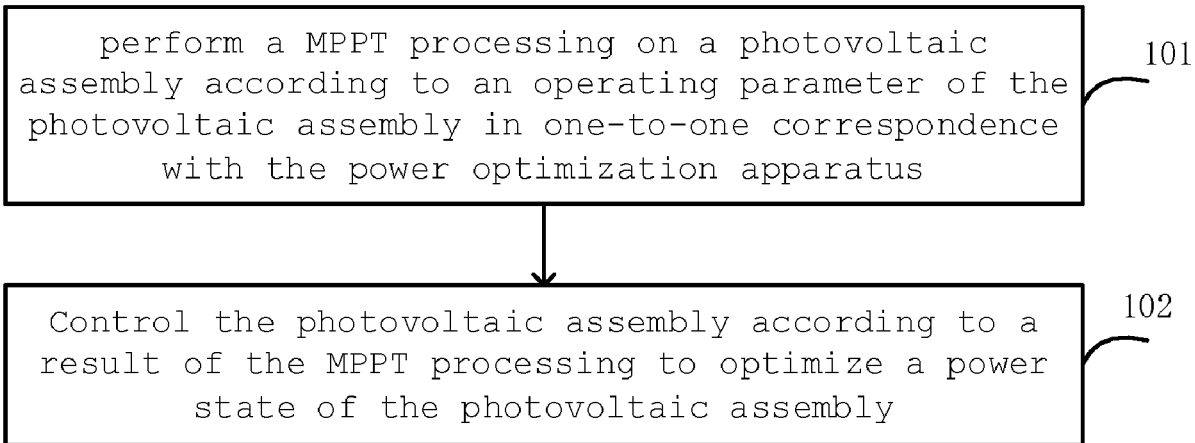 perform a MPPT processing on a photovoltaic
assembly according to an operating parameter of the
photovoltaic assembly in one-to-one correspondence
with the power optimization apparatus
101
Control the photovoltaic assembly according to a
result of the MPPT processing to optimize a power
state of the photovoltaic assembly
102